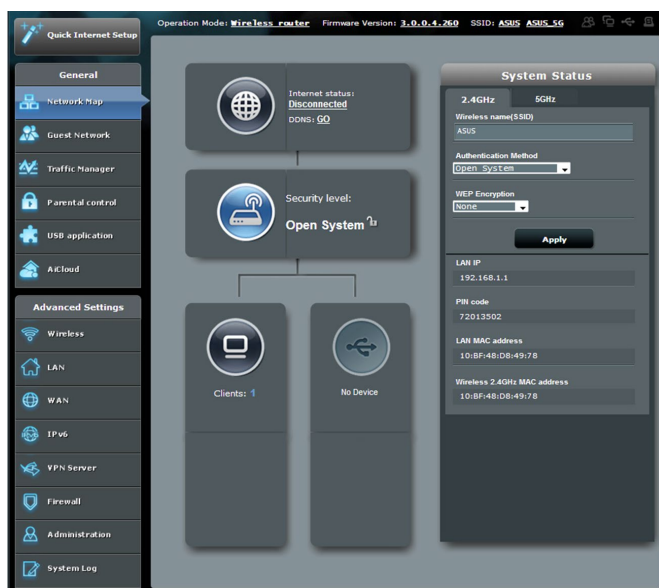 Quick Internet Setup
Operation Mode: Wireless router Firmware Version: 3.0.0.4.260 SSID: ASUS ASUS_5G
General
Network Map
Guest Network
Traffic Manager
Parental control
USB application
AiCloud
Advanced Settings
Wireless
LAN
WAN
IPv6
VPN Server
Firewall
Administration
System Log
Internet status:
Disconnected
DDNS: GO
Security level:
Open System
Clients: 1
No Device
System Status
2.4GHz 5GHz
Wireless name(SSID)
ASUS
Authentication Method
Open System
WEP Encryption
None
Apply
LAN IP
192.168.1.1
PIN code
72013502
LAN MAC address
10:BF:48:D8:49:78
Wireless 2.4GHz MAC address
10:BF:48:D8:49:78